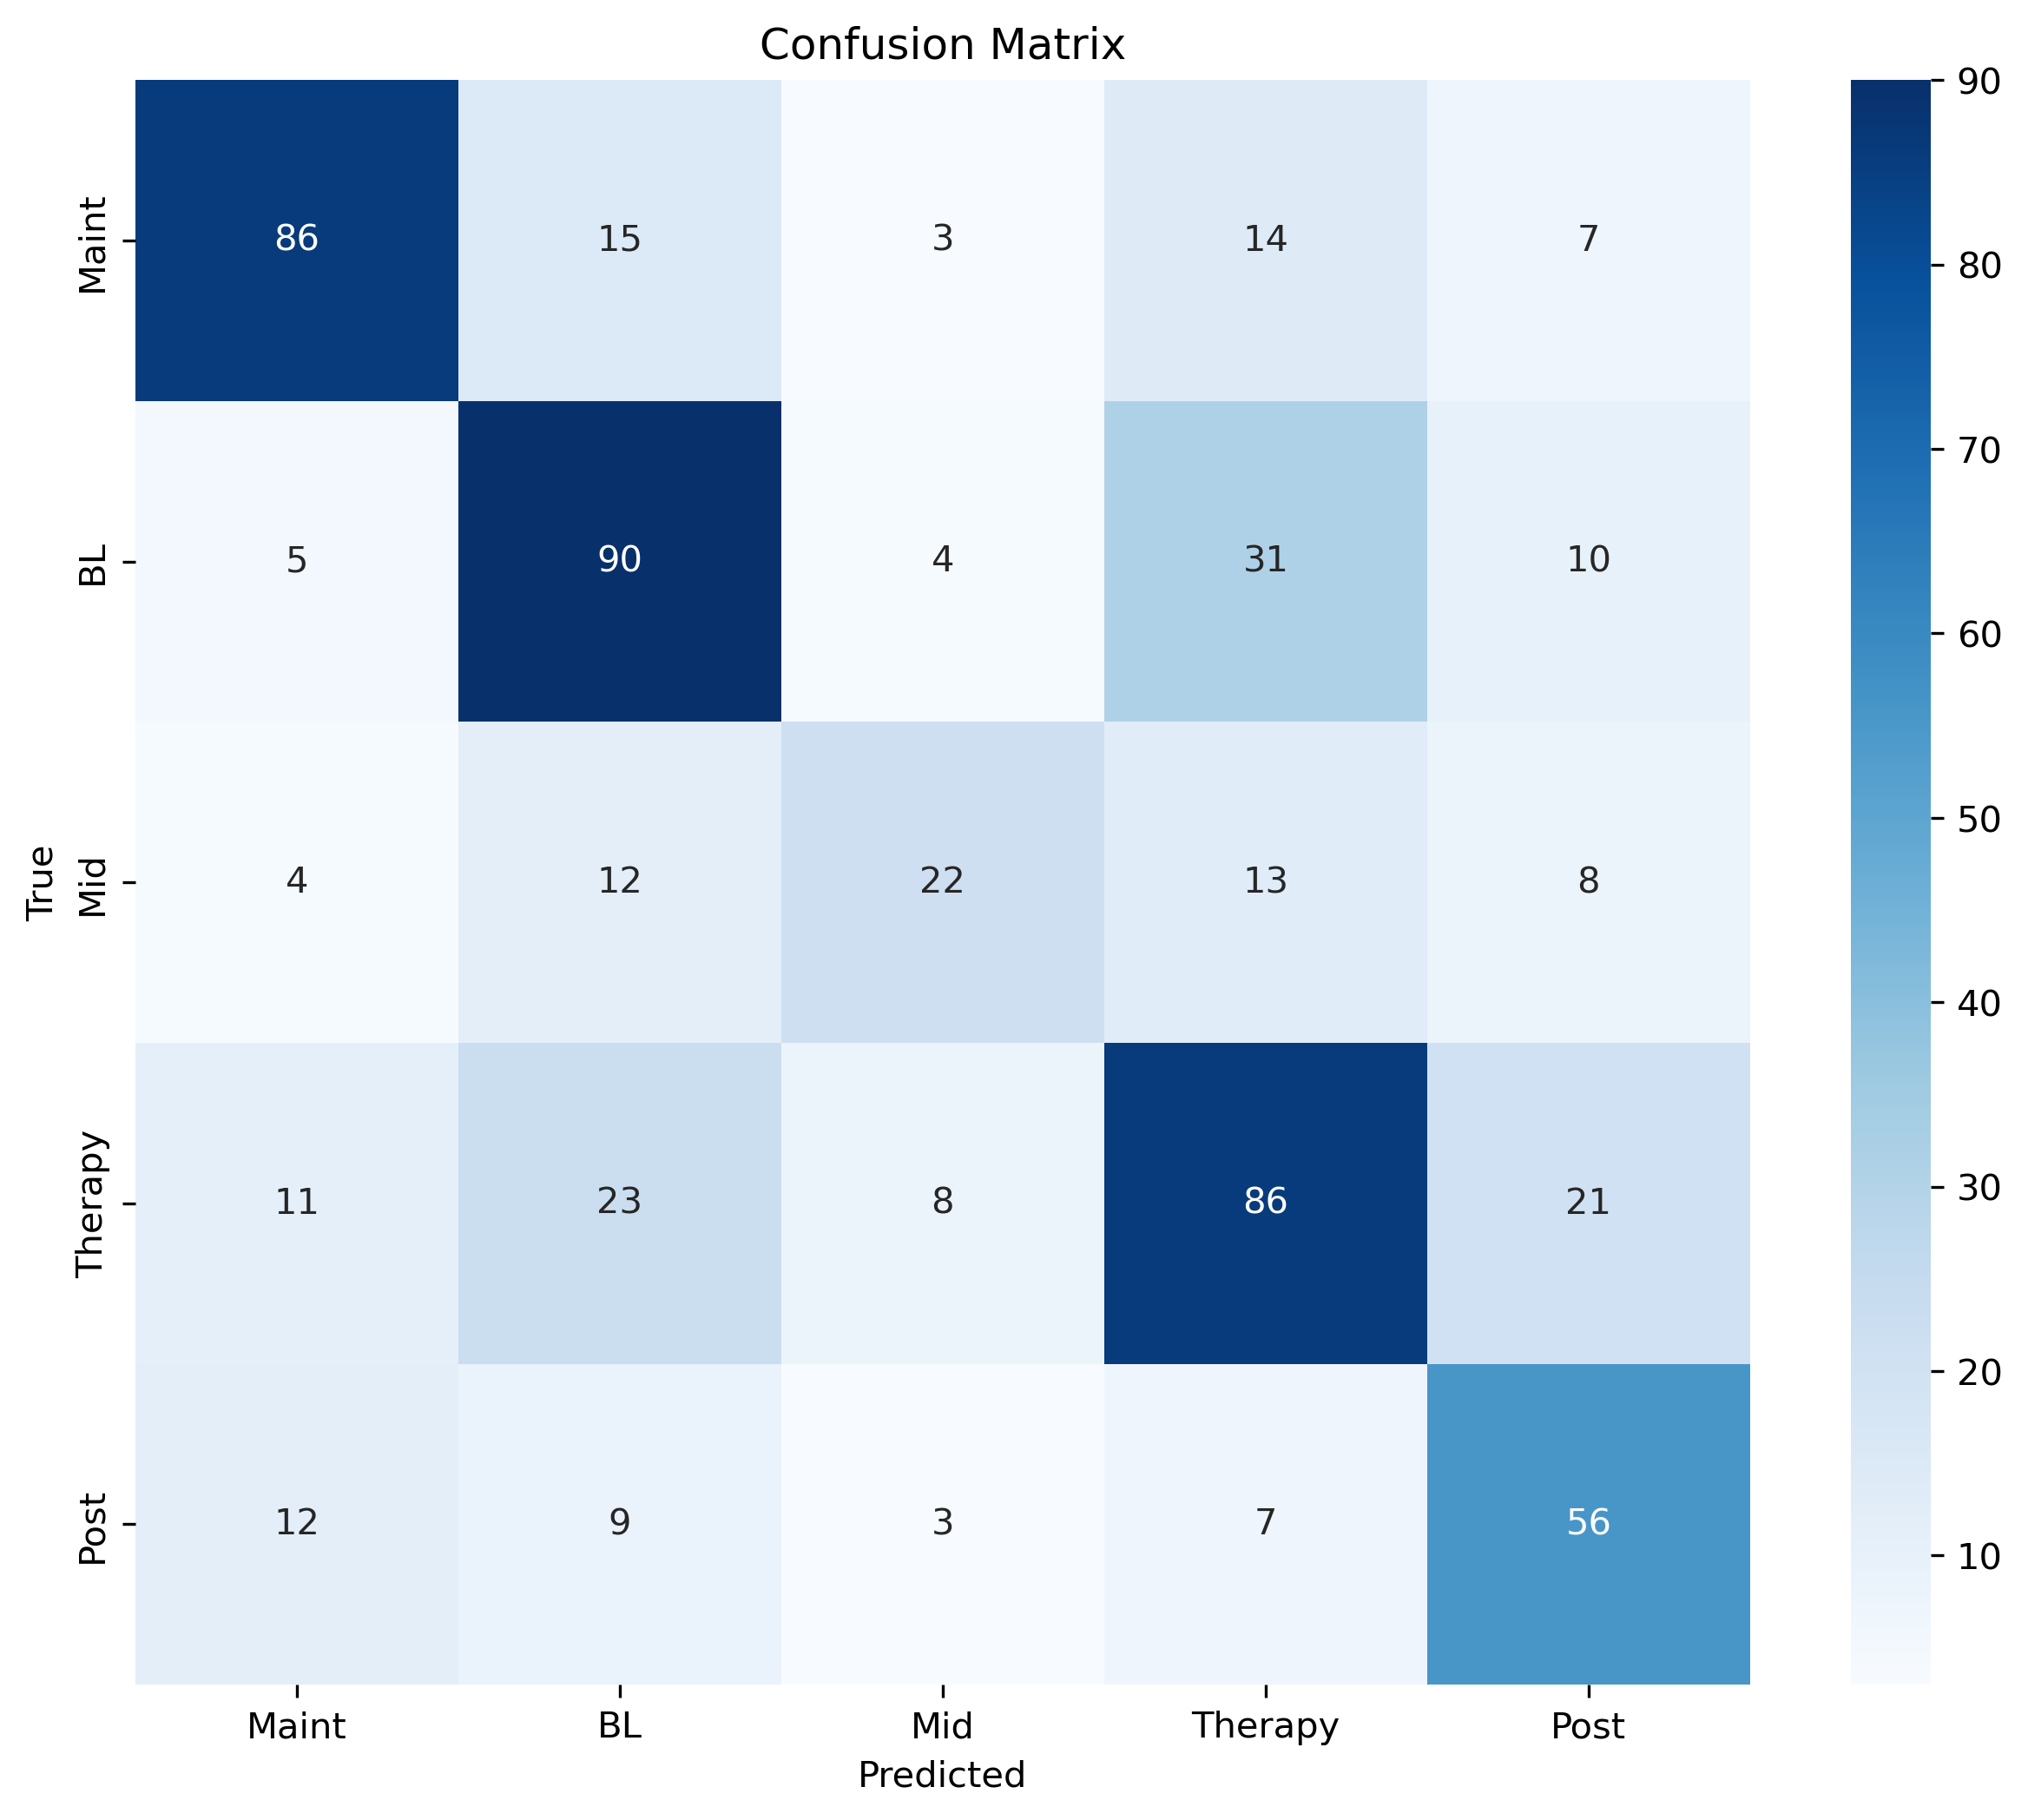 Confusion Matrix
True
Maint
86 15 3 14 7
BL
5 90 4 31 10
Mid
4 12 22 13 8
Therapy
11 23 8 86 21
Post
12 9 3 7 56
Maint BL Mid Therapy Post
Predicted
90
80
70
60
50
40
30
20
10